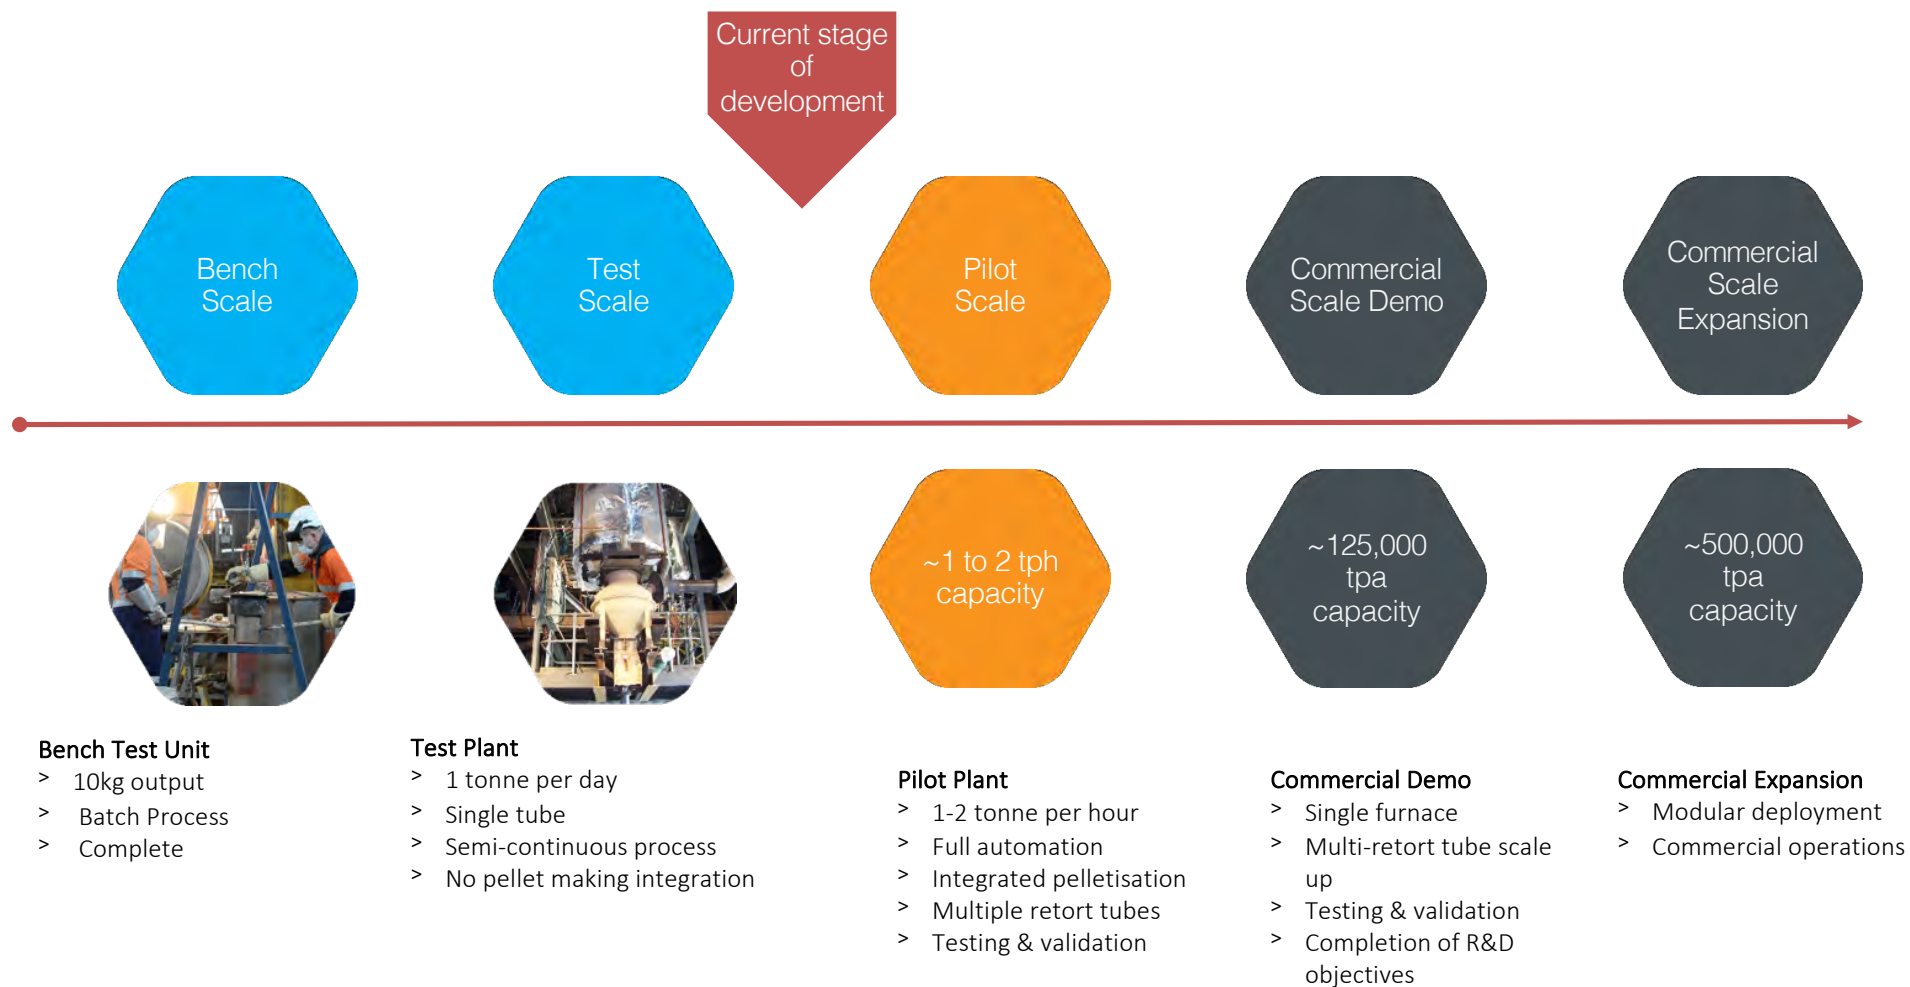 Current stage
of
development
Bench
Scale
Test
Scale
Pilot
Scale
Commercial
Scale Demo
Commercial
Scale
Expansion
~1 to 2 tph
capacity
~125,000
tpa
capacity
~500,000
tpa
capacity
Bench Test Unit
> 10kg output
> Batch Process
> Complete
Test Plant
> 1 tonne per day
> Single tube
> Semi-continuous process
> No pellet making integration
Pilot Plant
> 1-2 tonne per hour
> Full automation
> Integrated pelletisation
> Multiple retort tubes
> Testing & validation
Commercial Demo
> Single furnace
> Multi-retort tube scale
up
> Testing & validation
> Completion of R&D
objectives
Commercial Expansion
> Modular deployment
> Commercial operations